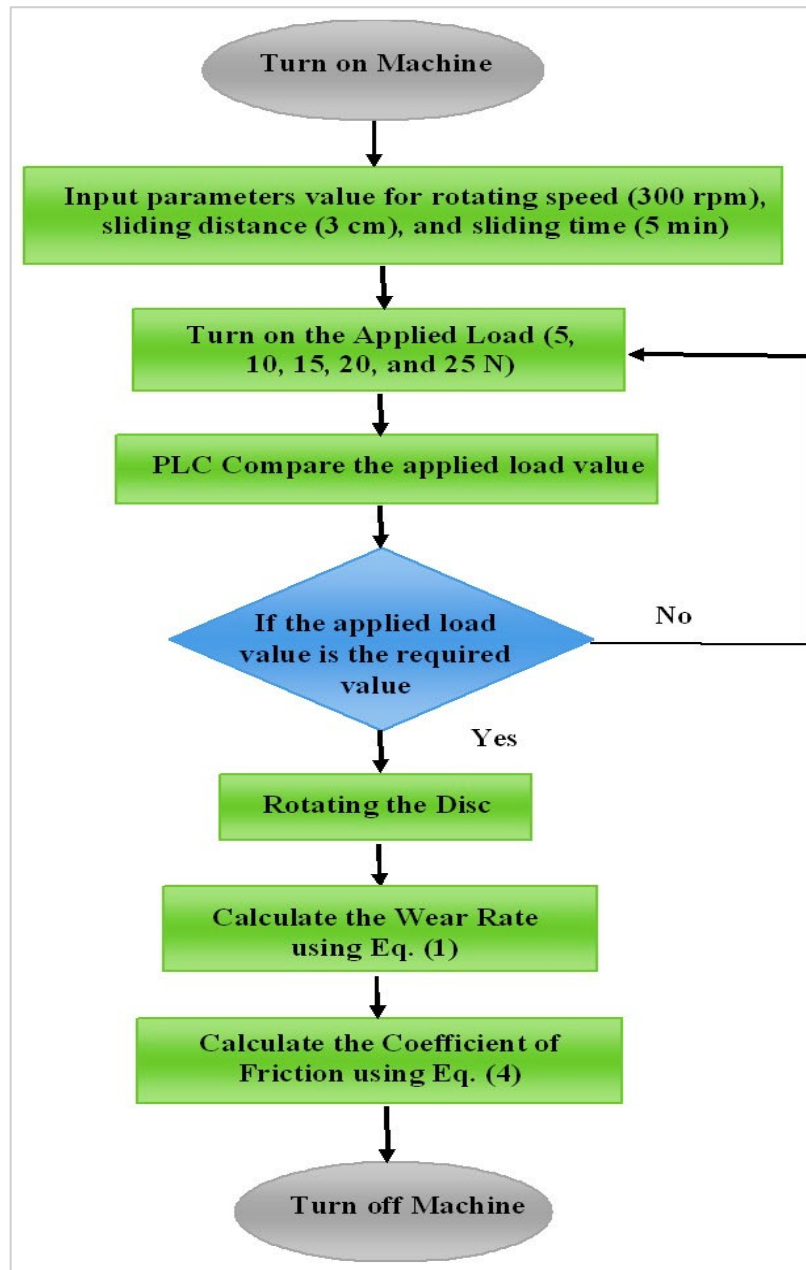 Turn on Machine
Input parameters value for rotating speed (300 rpm),
sliding distance (3 cm), and sliding time (5 min)
Turn on the Applied Load (5,
10, 15, 20, and 25 N)
PLC Compare the applied load value
If the applied load
value is the required
value
No
Yes
Rotating the Disc
Calculate the Wear Rate
using Eq. (1)
Calculate the Coefficient of
Friction using Eq. (4)
Turn off Machine